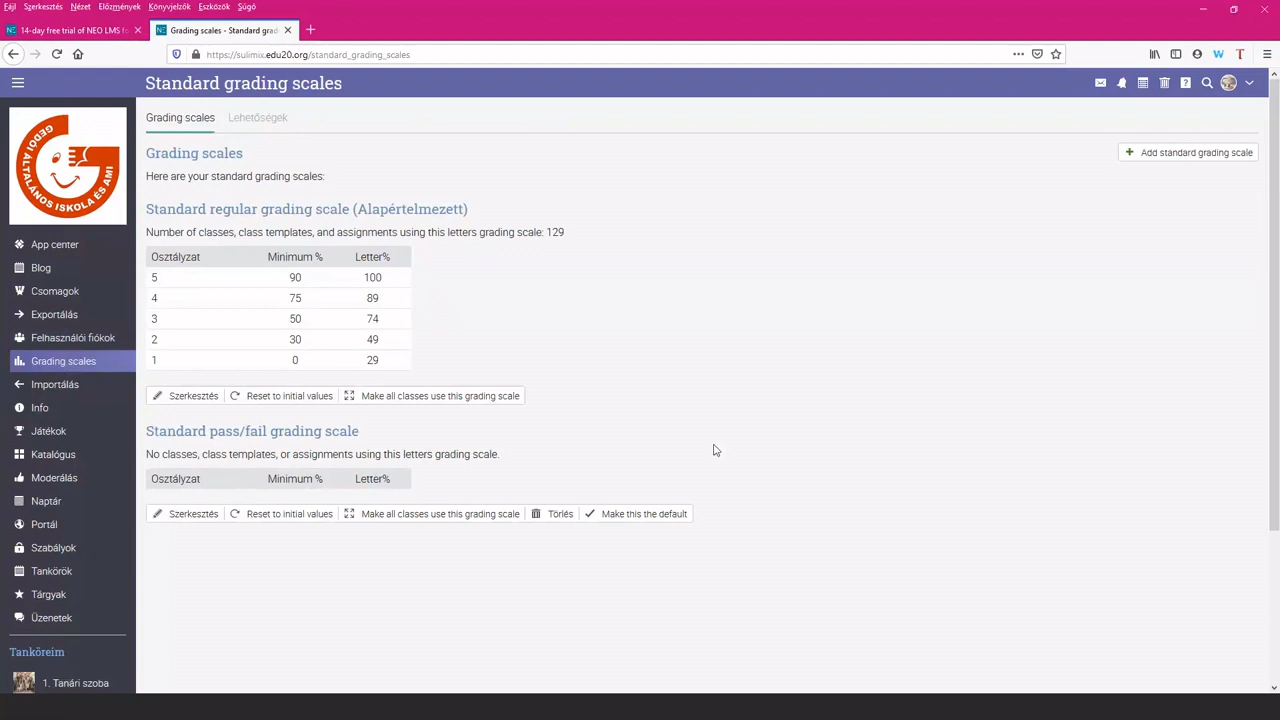 Fájl Szerkesztés Nézet Előzmények Könyvjelzők Eszközök Súgó
14-day free trial of NEO LMS fo
Grading scales - Standard grad
https://sulimix.edu20.org/standard_grading_scales
Standard grading scales
Grading scales Lehetőségek
Grading scales
Add standard grading scale
Here are your standard grading scales:
Standard regular grading scale (Alapértelmezett)
Number of classes, class templates, and assignments using this letters grading scale: 129
Osztályzat Minimum % Letter%
5 90 100
4 75 89
3 50 74
2 30 49
1 0 29
Szerkesztés Reset to initial values Make all classes use this grading scale
Standard pass/fail grading scale
No classes, class templates, or assignments using this letters grading scale.
Osztályzat Minimum % Letter%
Szerkesztés Reset to initial values Make all classes use this grading scale Törlés Make this the default
GEDŐI ÁLTALÁNOS ISKOLA ÉS AMI
App center
Blog
Csomagok
Exportálás
Felhasználói fiókok
Grading scales
Importálás
Info
Játékok
Katalógus
Moderálás
Naptár
Portál
Szabályok
Tankörök
Tárgyak
Üzenetek
Tanköreim
1. Tanári szoba